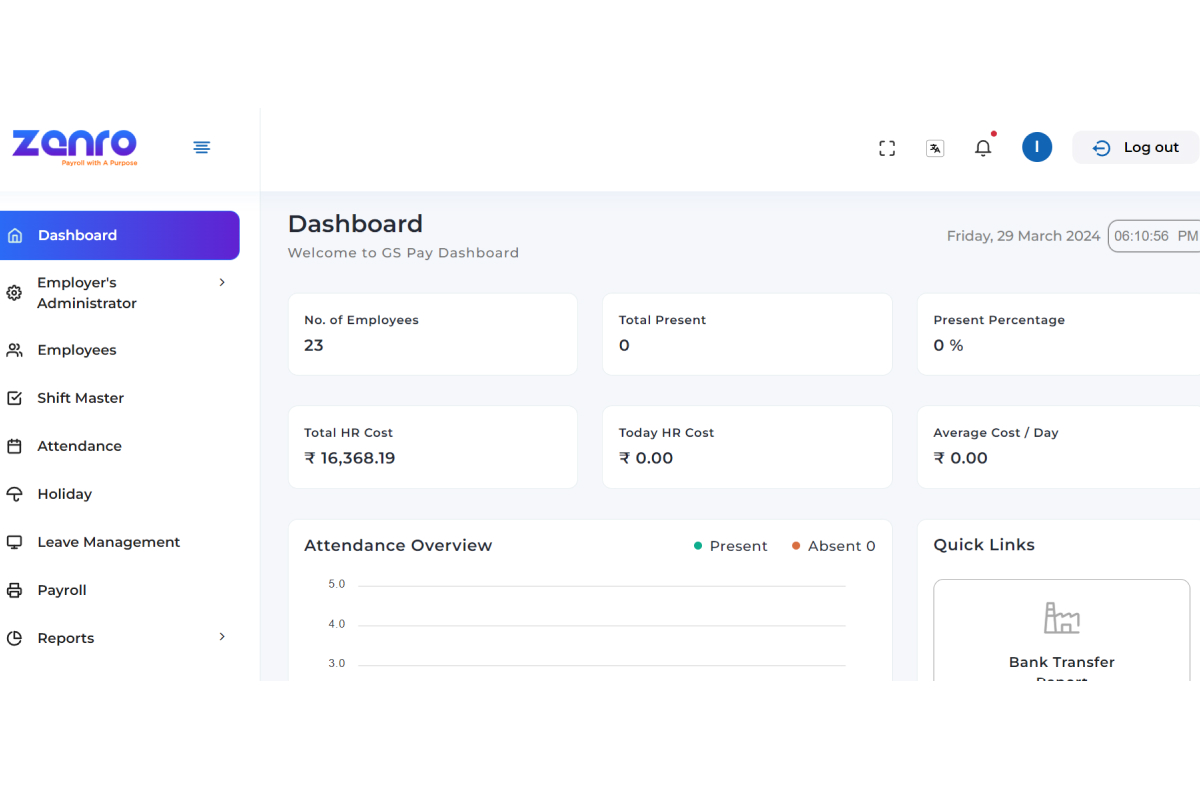 zanro
Payroll with A Purpose
I
Log out
Dashboard
Employer's
Administrator
Employees
Shift Master
Attendance
Holiday
Leave Management
Payroll
Reports
Dashboard
Welcome to GS Pay Dashboard
Friday, 29 March 2024 06:10:56 PM
No. of Employees
23
Total Present
0
Present Percentage
0 %
Total HR Cost
₹ 16,368.19
Today HR Cost
₹ 0.00
Average Cost / Day
₹ 0.00
Attendance Overview
Present Absent 0
5.0
4.0
3.0
Quick Links
Bank Transfer
Report